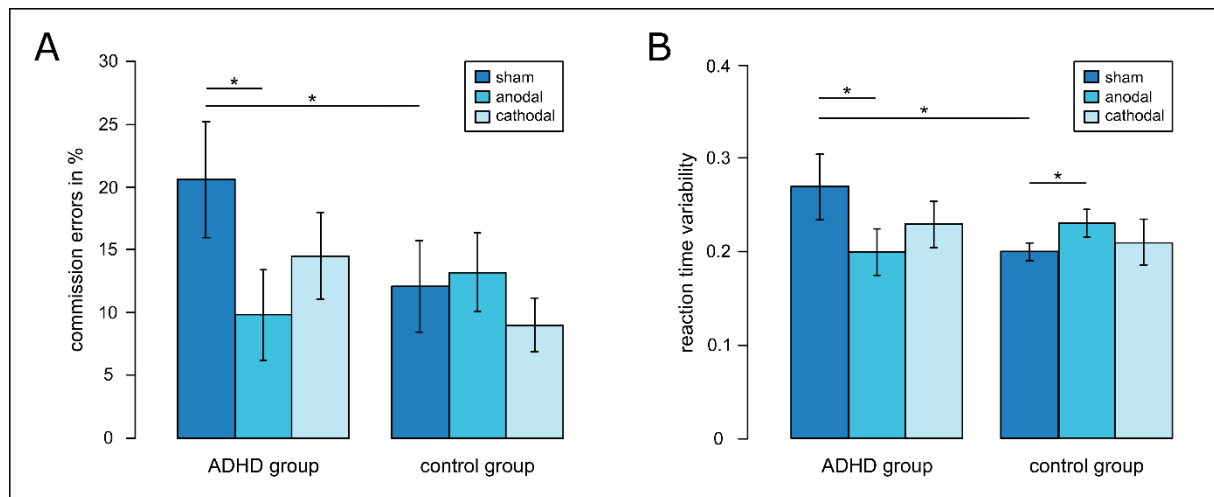 A
30
25
20
15
10
5
0
commission errors in %
sham
anodal
cathodal
*
*
ADHD group
control group
B
0.4
0.3
0.2
0.1
0
reaction time variability
sham
anodal
cathodal
*
*
*
ADHD group
control group